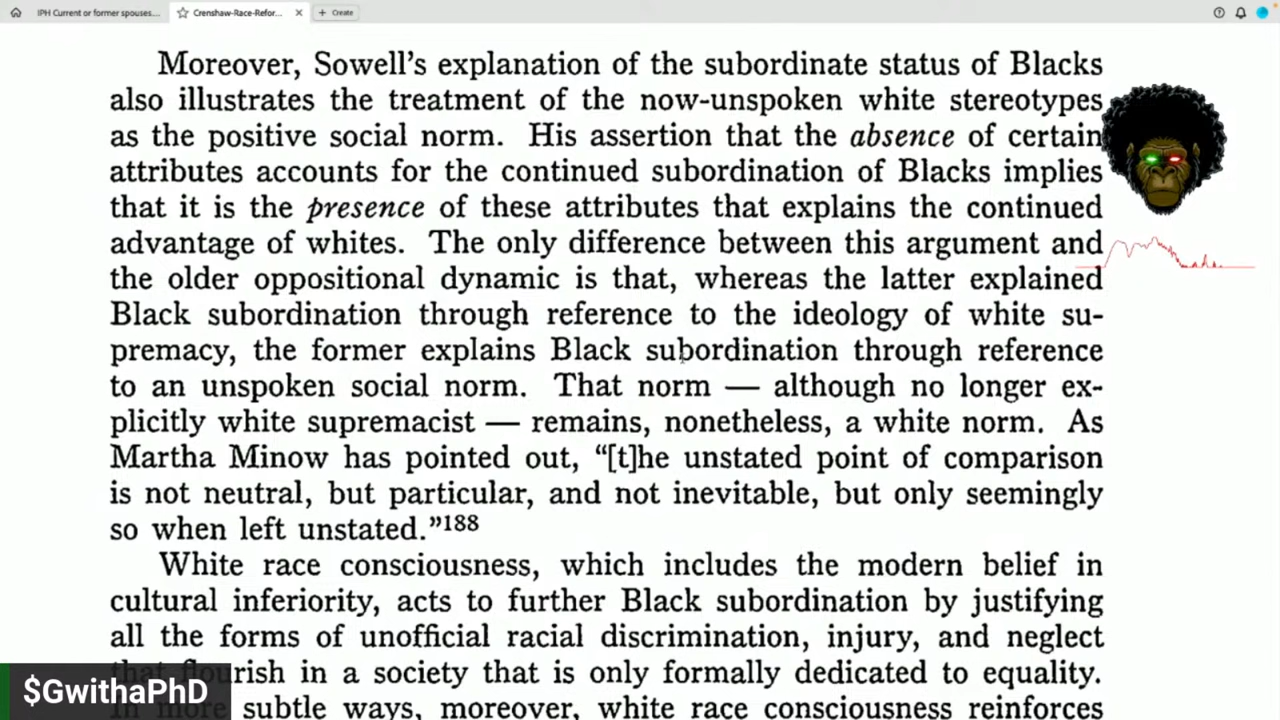 IPH Current or former spouses....
Crenshaw-Race-Refor...
Create
Moreover, Sowell's explanation of the subordinate status of Blacks
also illustrates the treatment of the now-unspoken white stereotypes
as the positive social norm. His assertion that the absence of certain
attributes accounts for the continued subordination of Blacks implies
that it is the presence of these attributes that explains the continued
advantage of whites. The only difference between this argument and
the older oppositional dynamic is that, whereas the latter explained
Black subordination through reference to the ideology of white su-
premacy, the former explains Black subordination through reference
to an unspoken social norm. That norm — although no longer ex-
plicitly white supremacist — remains, nonetheless, a white norm. As
Martha Minow has pointed out, “[t]he unstated point of comparison
is not neutral, but particular, and not inevitable, but only seemingly
so when left unstated.”188
White race consciousness, which includes the modern belief in
cultural inferiority, acts to further Black subordination by justifying
all the forms of unofficial racial discrimination, injury, and neglect
that flourish in a society that is only formally dedicated to equality.
In more subtle ways, moreover, white race consciousness reinforces
$GwithaPhD